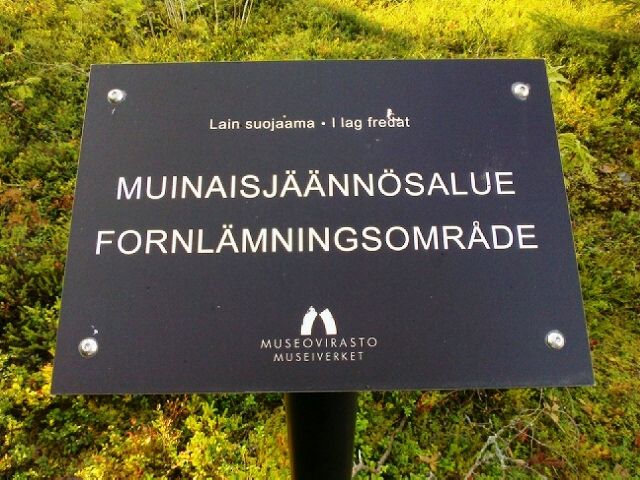 Lain suojaama • I lag fredat
MUINAISJÄÄNNÖSALUE
FORNLÄMNINGSOMRÅDE
MUSEOVIRASTO
MUSEIVERKET